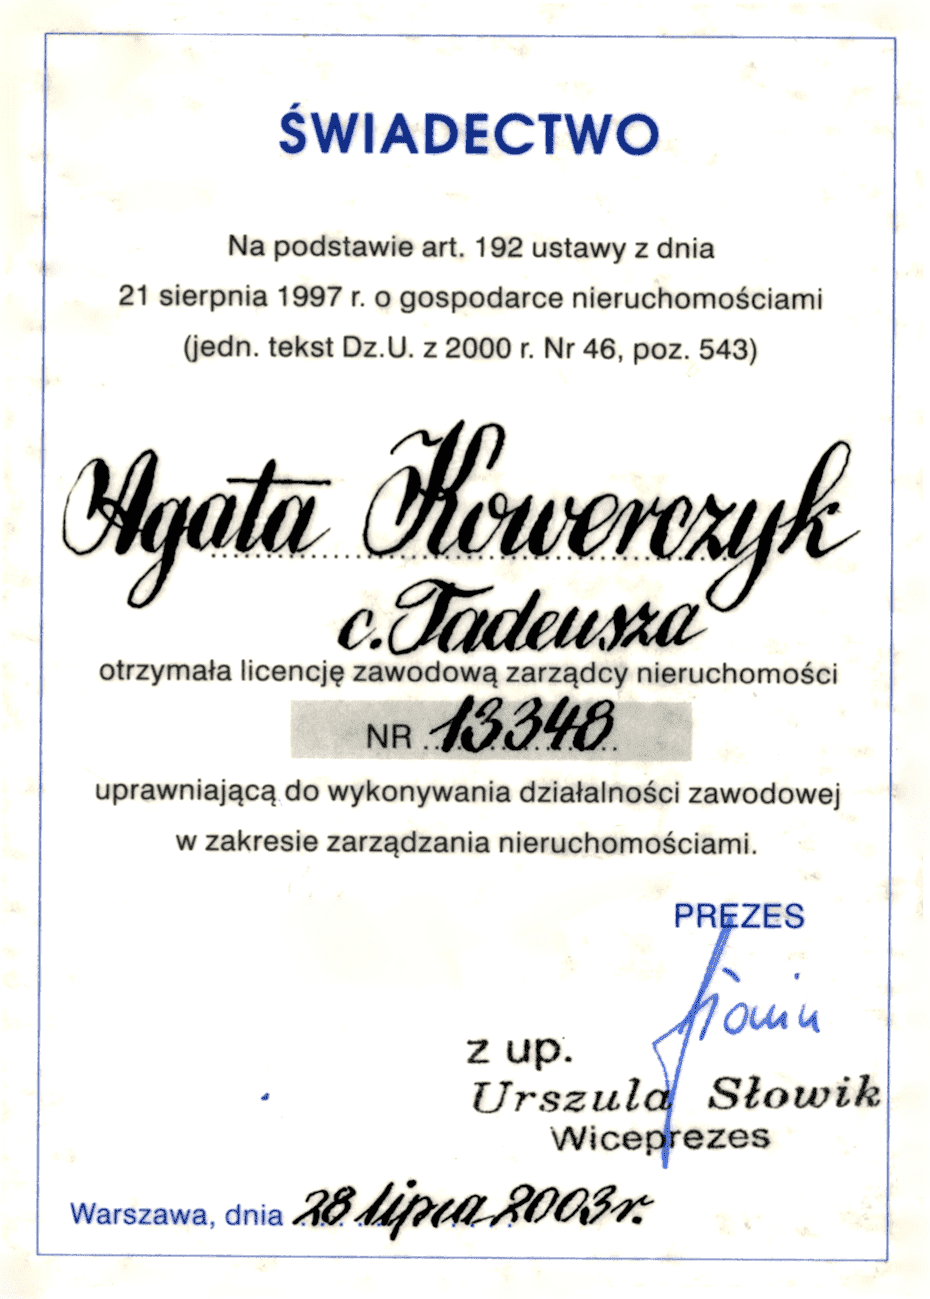 ŚWIADECTWO
Na podstawie art. 192 ustawy z dnia
21 sierpnia 1997 r. o gospodarce nieruchomościami
(jedn. tekst Dz.U. z 2000 r. Nr 46, poz. 543)
Agata Kowerczyk
c. Tadeusza
otrzymała licencję zawodową zarządcy nieruchomości
NR 13348
uprawniającą do wykonywania działalności zawodowej
w zakresie zarządzania nieruchomościami.
PREZES
z up.
Urszula Słowik
Wiceprezes
Warszawa, dnia 28 lipca 2003 r.